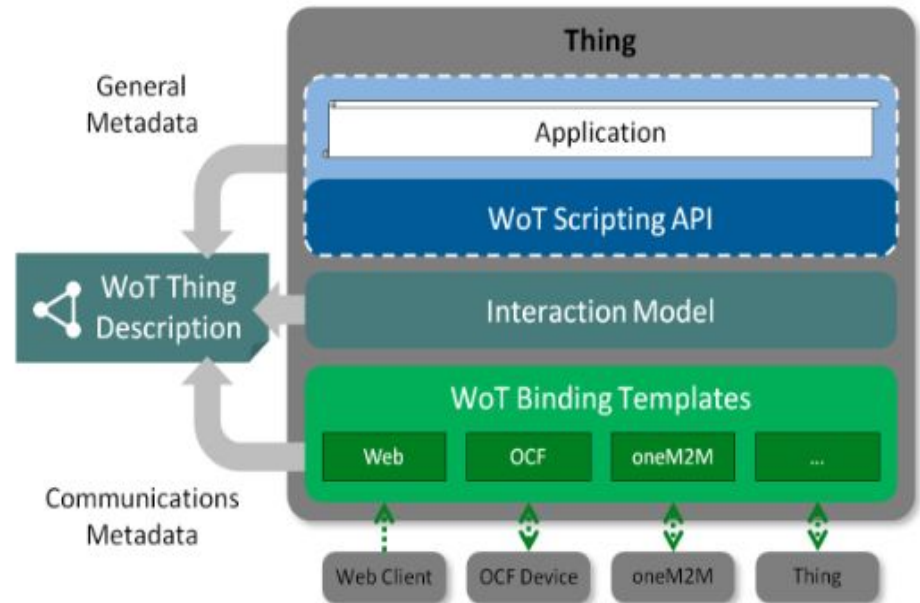 Thing
General
Metadata
Application
WoT Scripting API
WoT Thing
Description
Interaction Model
WoT Binding Templates
Web
OCF
oneM2M
...
Communications
Metadata
Web Client
OCF Device
oneM2M
Thing